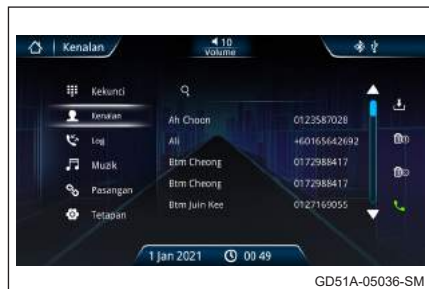 Kenalan
10
Volume
Kekunci
Kenalan
Log
Muzik
Pasangan
Tetapan
Ah Choon 0123587028
Ali +60165642692
Btm Cheong 0172988417
Btm Cheong 0172988417
Btm Juin Kee 0127169055
1 Jan 2021 00 49
GD51A-05036-SM